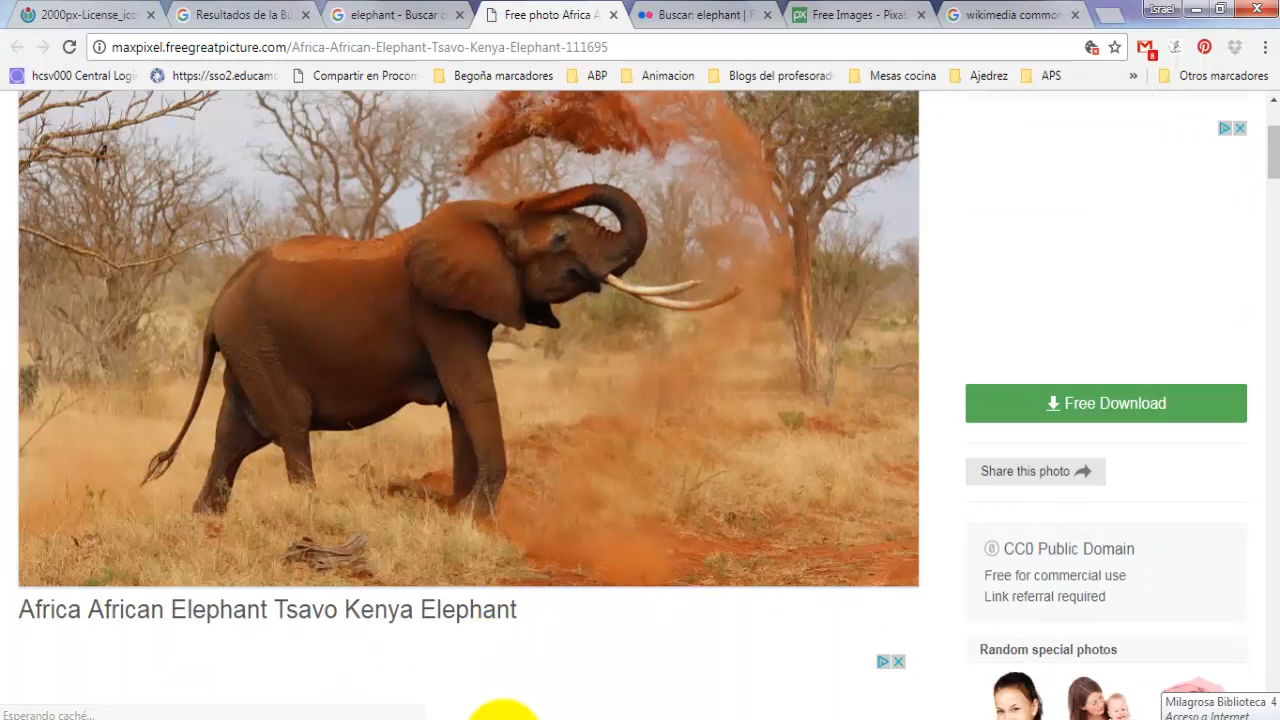 2000px-License_ico
Resultados de la Bú
elephant - Buscar c
Free photo Africa A
Buscar: elephant | F
Free Images - Pixab
wikimedia common
Israel
maxpixel.freegreatpicture.com/Africa-African-Elephant-Tsavo-Kenya-Elephant-111695
8
hcsv000 Central Logi
https://sso2.educamo
Compartir en Procom
Begoña marcadores
ABP
Animacion
Blogs del profesorad
Mesas cocina
Ajedrez
APS
»
Otros marcadores
Free Download
Share this photo
CC0 Public Domain
Free for commercial use
Link referral required
Africa African Elephant Tsavo Kenya Elephant
Random special photos
Esperando caché...
Milagrosa Biblioteca 4
Acceso a Internet